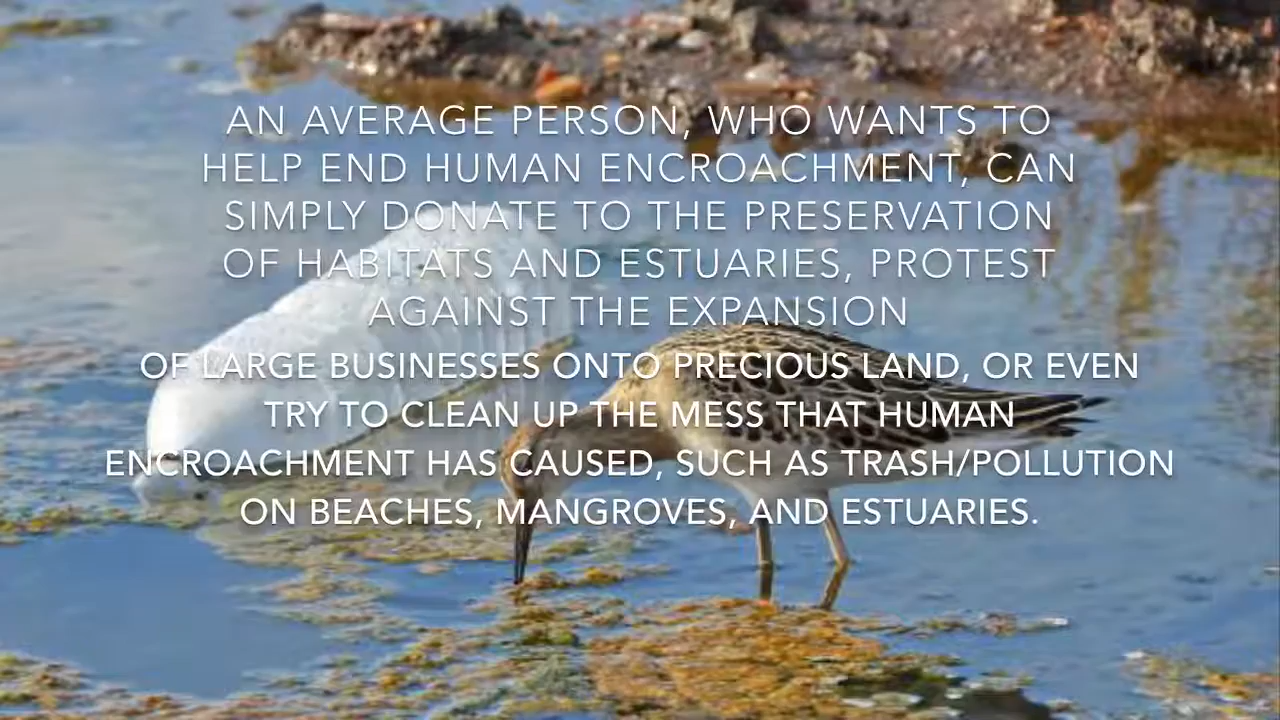 AN AVERAGE PERSON, WHO WANTS TO
HELP END HUMAN ENCROACHMENT, CAN
SIMPLY DONATE TO THE PRESERVATION
OF HABITATS AND ESTUARIES, PROTEST
AGAINST THE EXPANSION
OF LARGE BUSINESSES ONTO PRECIOUS LAND, OR EVEN
TRY TO CLEAN UP THE MESS THAT HUMAN
ENCROACHMENT HAS CAUSED, SUCH AS TRASH/POLLUTION
ON BEACHES, MANGROVES, AND ESTUARIES.